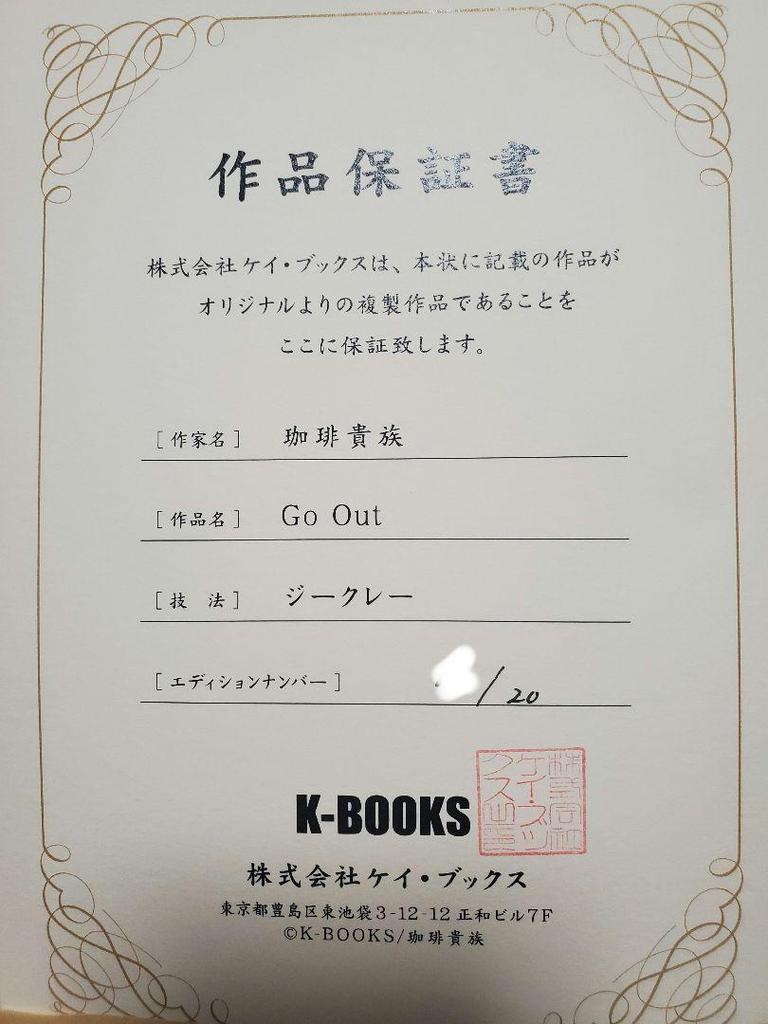 作品保証書
株式会社ケイ・ブックスは、本状に記載の作品が
オリジナルよりの複製作品であることを
ここに保証致します。
［作家名］ 珈琲貴族
［作品名］ Go Out
［技　法］ ジークレー
［エディションナンバー］ /20
K-BOOKS
株式会社ケイ・ブックス
東京都豊島区東池袋3-12-12 正和ビル7F
©K-BOOKS/珈琲貴族